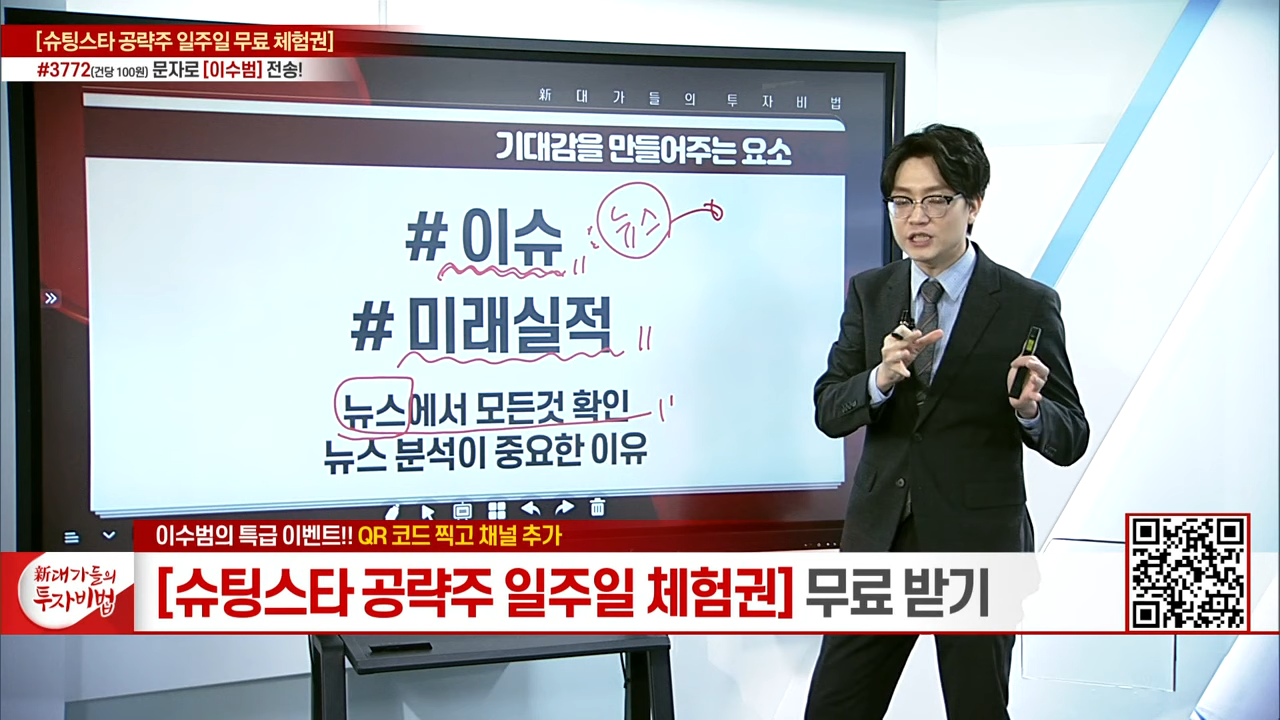 [슈팅스타 공략주 일주일 무료 체험권]
#3772(건당 100원) 문자로 [이수범] 전송!
新 대 가 들 의 투 자 비 법
기대감을 만들어주는 요소
# 이슈
뉴스
# 미래실적
뉴스에서 모든것 확인
뉴스 분석이 중요한 이유
이수범의 특급 이벤트!! QR 코드 찍고 채널 추가
新대가들의
투자비법
[슈팅스타 공략주 일주일 체험권] 무료 받기